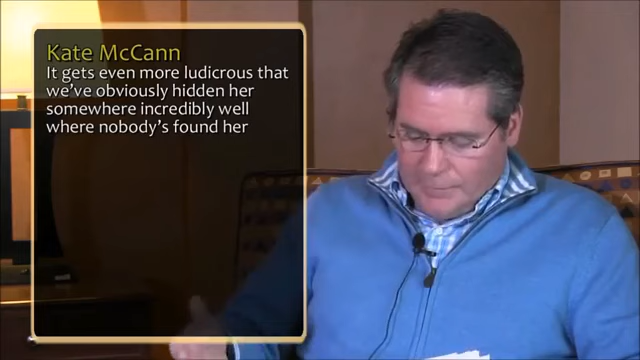 Kate McCann
It gets even more ludicrous that
we've obviously hidden her
somewhere incredibly well
where nobody's found her